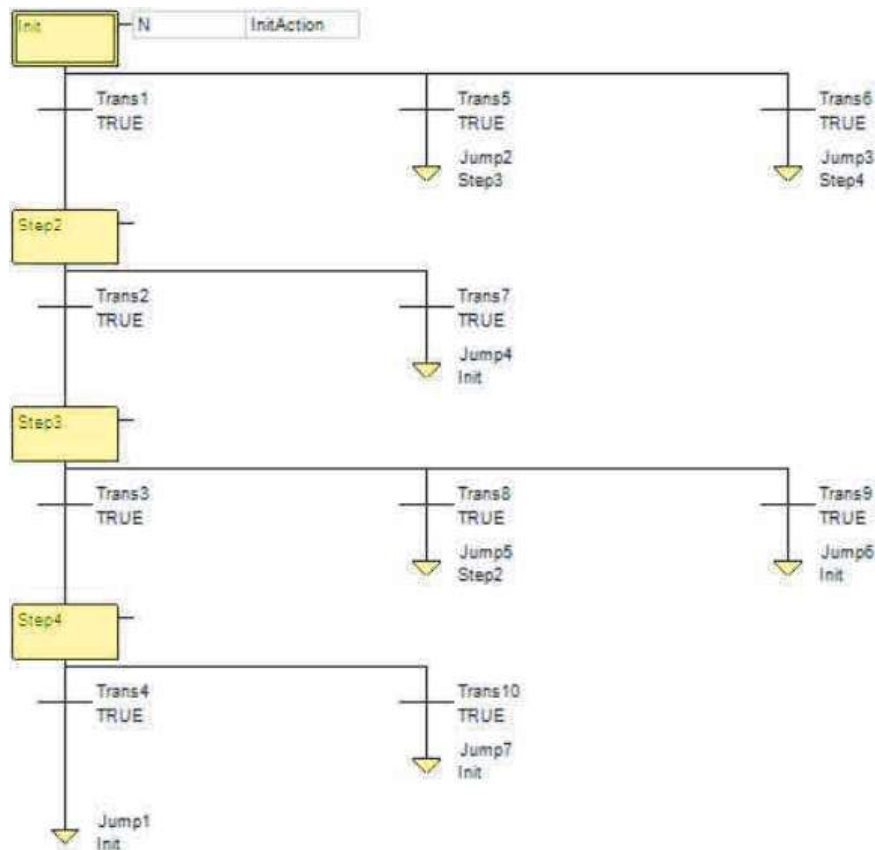 Init N InitAction
Trans1 Trans5 Trans6
TRUE TRUE TRUE
Jump2 Jump3
Step3 Step4
Step2
Trans2 Trans7
TRUE TRUE
Jump4
Init
Step3
Trans3 Trans8 Trans9
TRUE TRUE TRUE
Jump5 Jump6
Step2 Init
Step4
Trans4 Trans10
TRUE TRUE
Jump7
Init
Jump1
Init